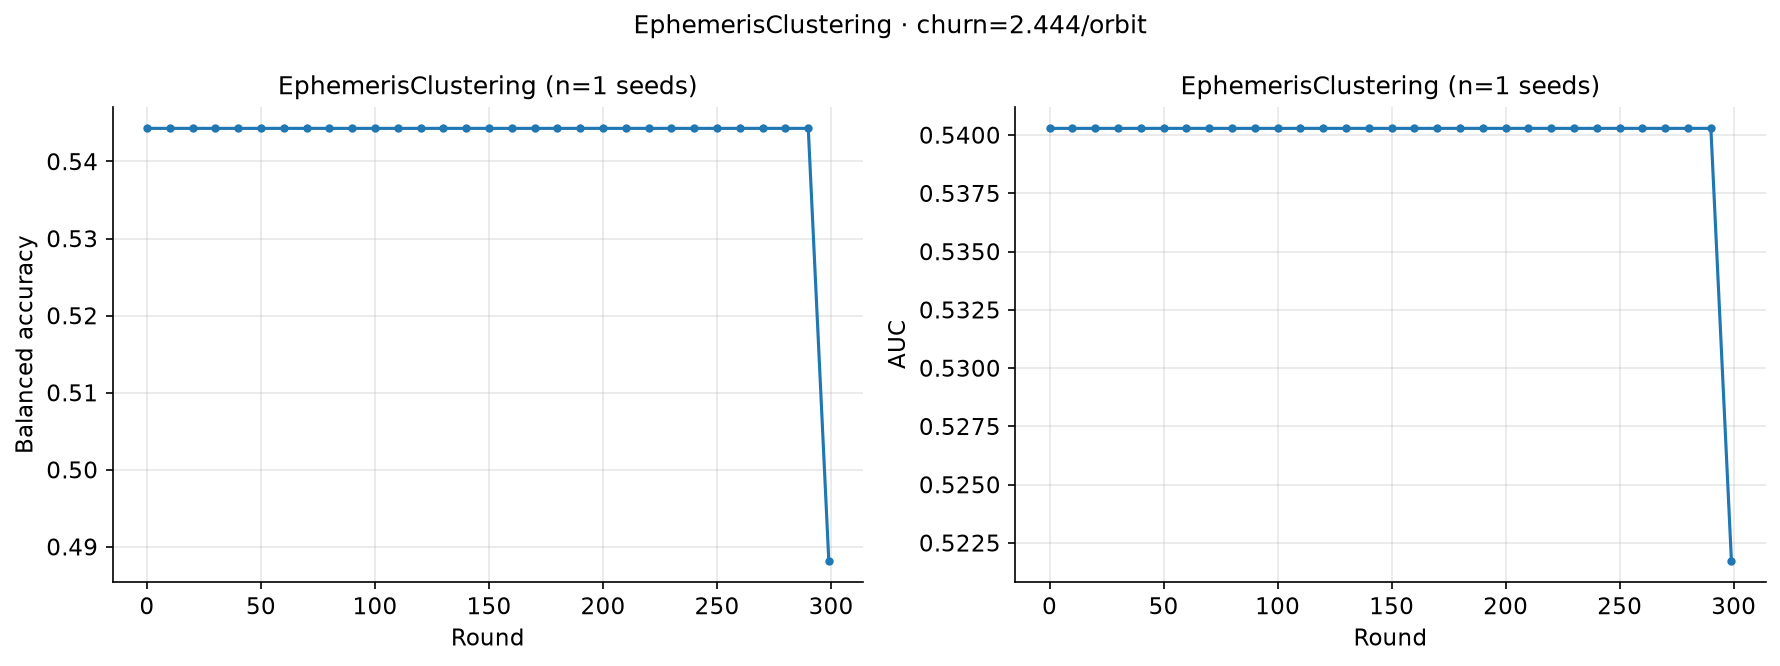 EphemerisClustering · churn=2.444/orbit
EphemerisClustering (n=1 seeds)
Balanced accuracy
0.54
0.53
0.52
0.51
0.50
0.49
0 50 100 150 200 250 300
Round
EphemerisClustering (n=1 seeds)
AUC
0.5400
0.5375
0.5350
0.5325
0.5300
0.5275
0.5250
0.5225
0 50 100 150 200 250 300
Round